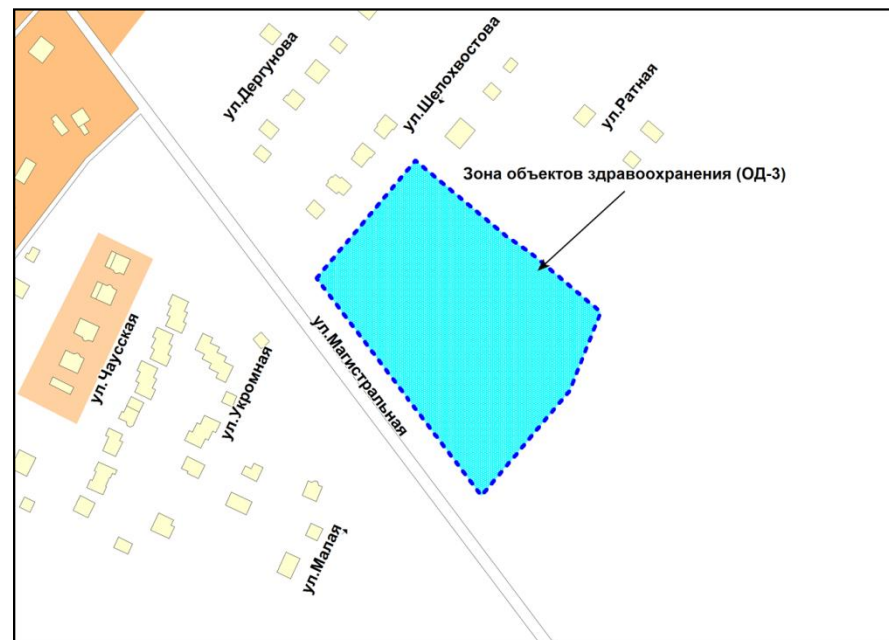 ул.Дергунова
ул.Шелохвостова
ул.Ратная
Зона объектов здравоохранения (ОД-3)
ул.Чаусская
ул.Укромная
ул.Магистральная
ул.Малая